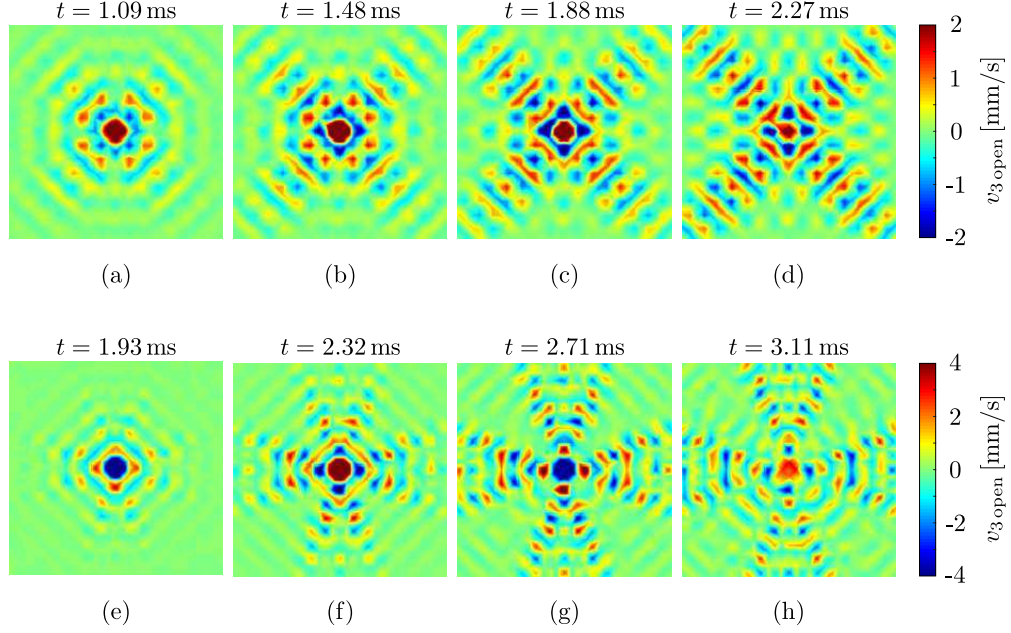 t = 1.09 ms t = 1.48 ms t = 1.88 ms t = 2.27 ms
2
1
0
-1
-2
v3 open [mm/s]
(a) (b) (c) (d)
t = 1.93 ms t = 2.32 ms t = 2.71 ms t = 3.11 ms
4
2
0
-2
-4
v3 open [mm/s]
(e) (f) (g) (h)